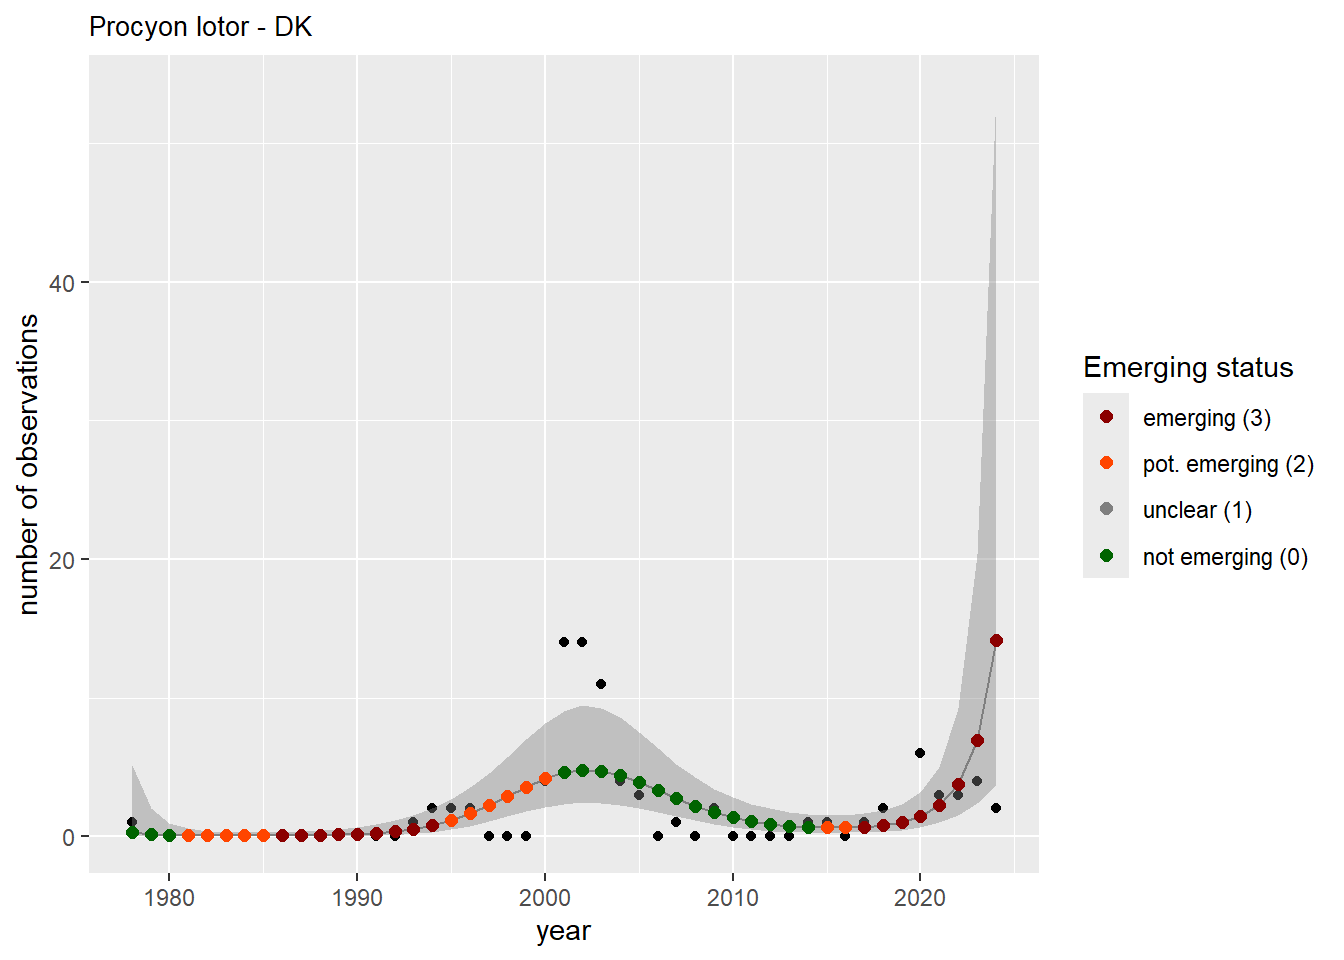 Procyon lotor - DK
40
20
0
number of observations
1980
1990
2000
2010
2020
year
Emerging status
emerging (3)
pot. emerging (2)
unclear (1)
not emerging (0)